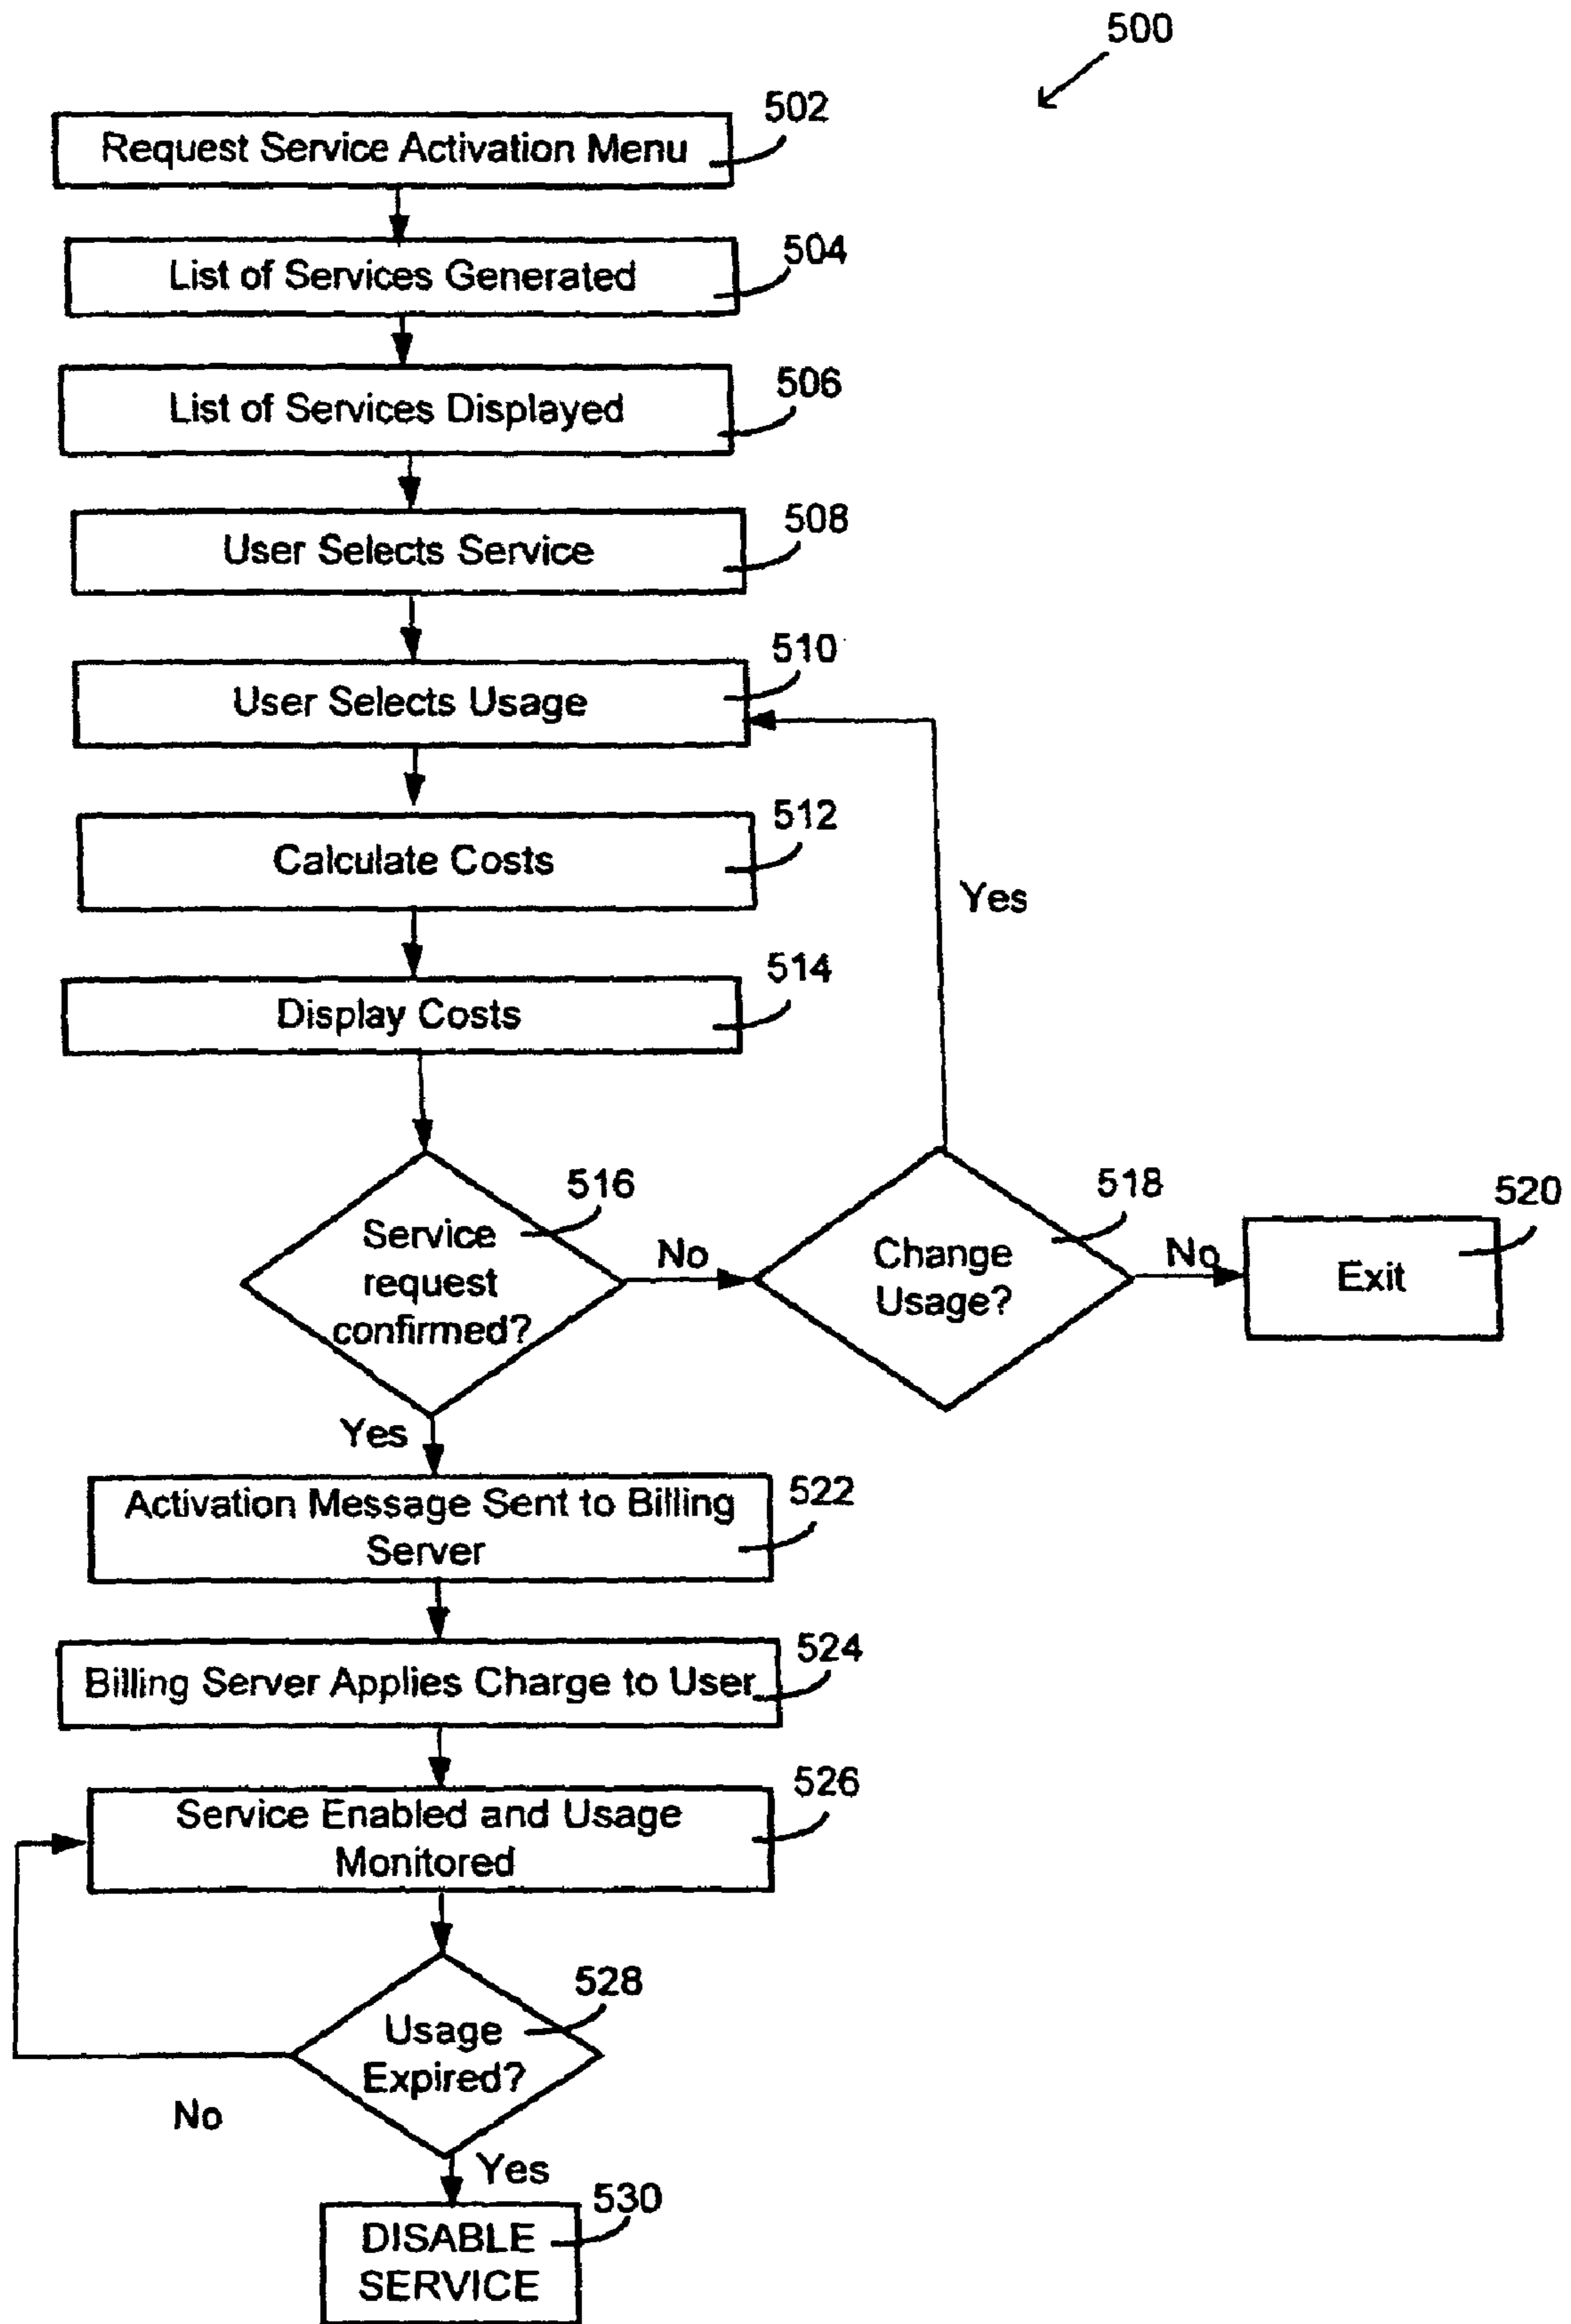 500
502
Request Service Activation Menu
504
List of Services Generated
506
List of Services Displayed
508
User Selects Service
510
User Selects Usage
512
Calculate Costs
Yes
514
Display Costs
516
Service
request
confirmed?
No
518
Change
Usage?
No
520
Exit
Yes
522
Activation Message Sent to Billing
Server
524
Billing Server Applies Charge to User
526
Service Enabled and Usage
Monitored
528
Usage
Expired?
No
Yes
530
DISABLE
SERVICE